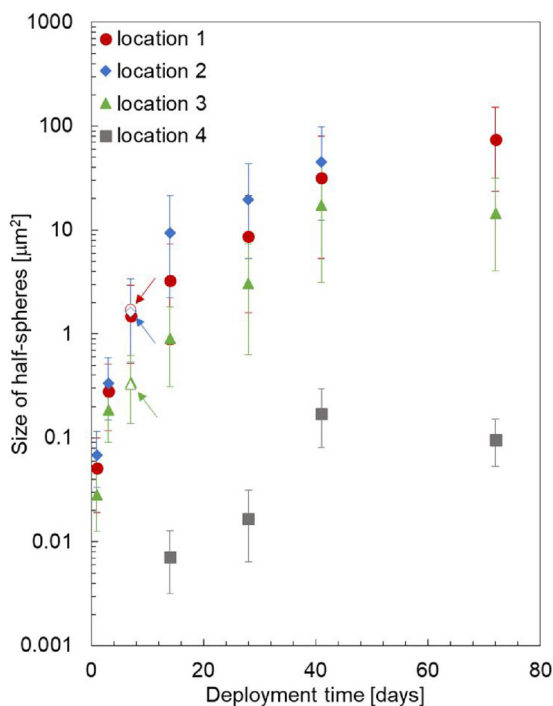 1000
location 1
location 2
100
location 3
location 4
10
1
0.1
0.01
0.001
0 20 40 60 80
Size of half-spheres [µm²]
Deployment time [days]